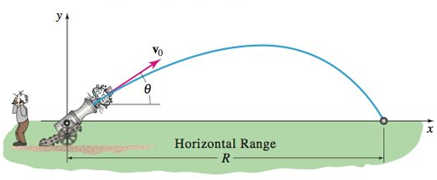 y
v₀
θ
x
Horizontal Range
R